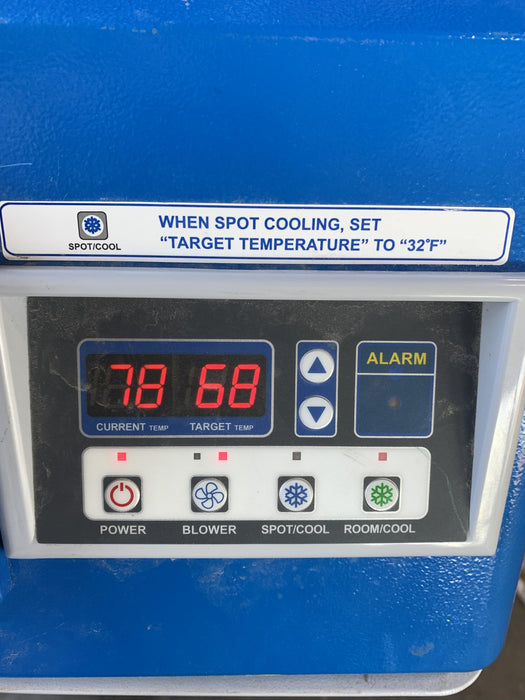 WHEN SPOT COOLING, SET
SPOT/COOL "TARGET TEMPERATURE" TO "32°F"
78 68
CURRENT TEMP TARGET TEMP
ALARM
POWER BLOWER SPOT/COOL ROOM/COOL